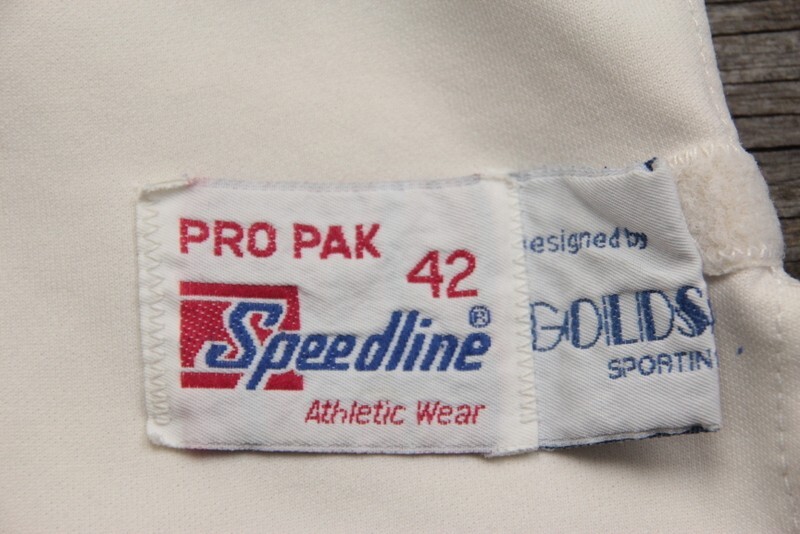 PRO PAK
42
Speedline®
Athletic Wear
esigned by
GOLDS
SPORTIN